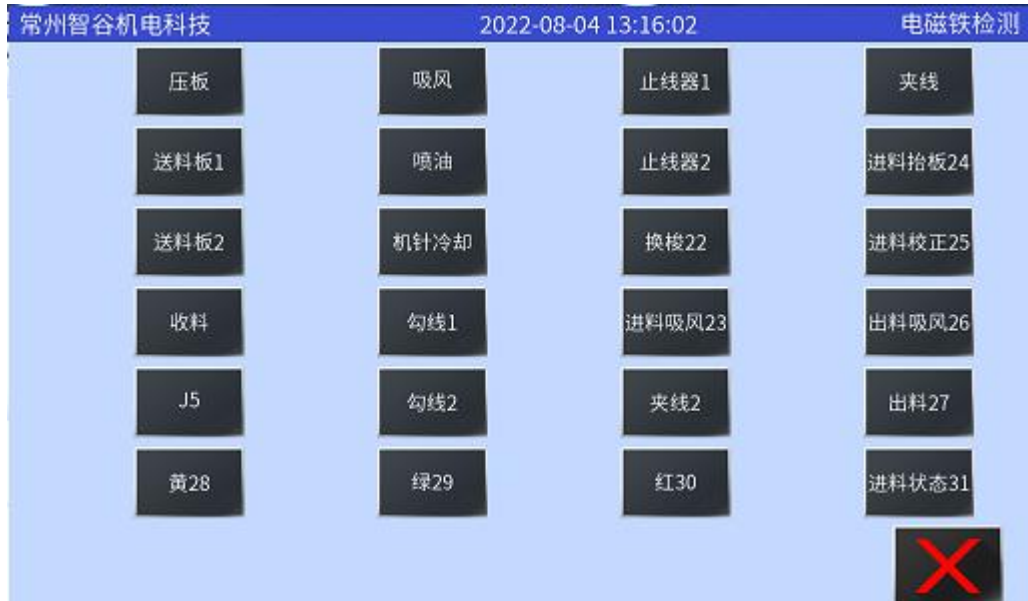 常州智谷机电科技 2022-08-04 13:16:02 电磁铁检测
压板 吸风 止线器1 夹线
送料板1 喷油 止线器2 进料抬板24
送料板2 机针冷却 换梭22 进料校正25
收料 勾线1 进料吸风23 出料吸风26
J5 勾线2 夹线2 出料27
黄28 绿29 红30 进料状态31